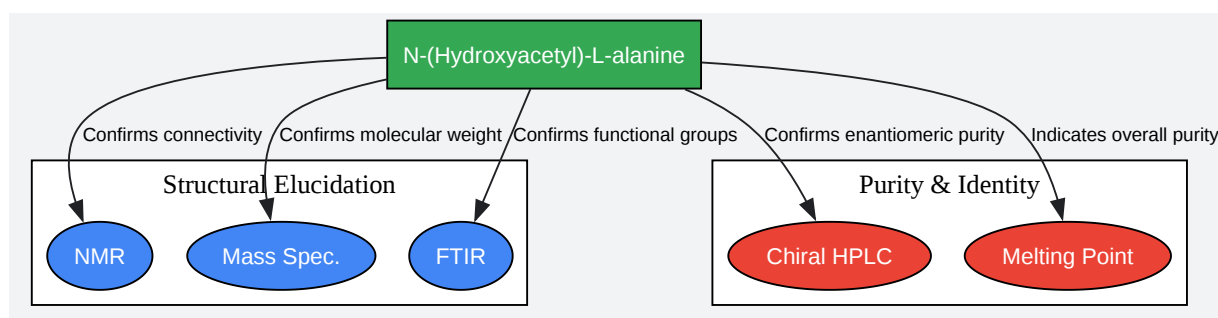 N-(Hydroxyacetyl)-L-alanine
Confirms connectivity
Confirms molecular weight
Confirms functional groups
Confirms enantiomeric purity
Indicates overall purity
Structural Elucidation
Purity & Identity
NMR
Mass Spec.
FTIR
Chiral HPLC
Melting Point